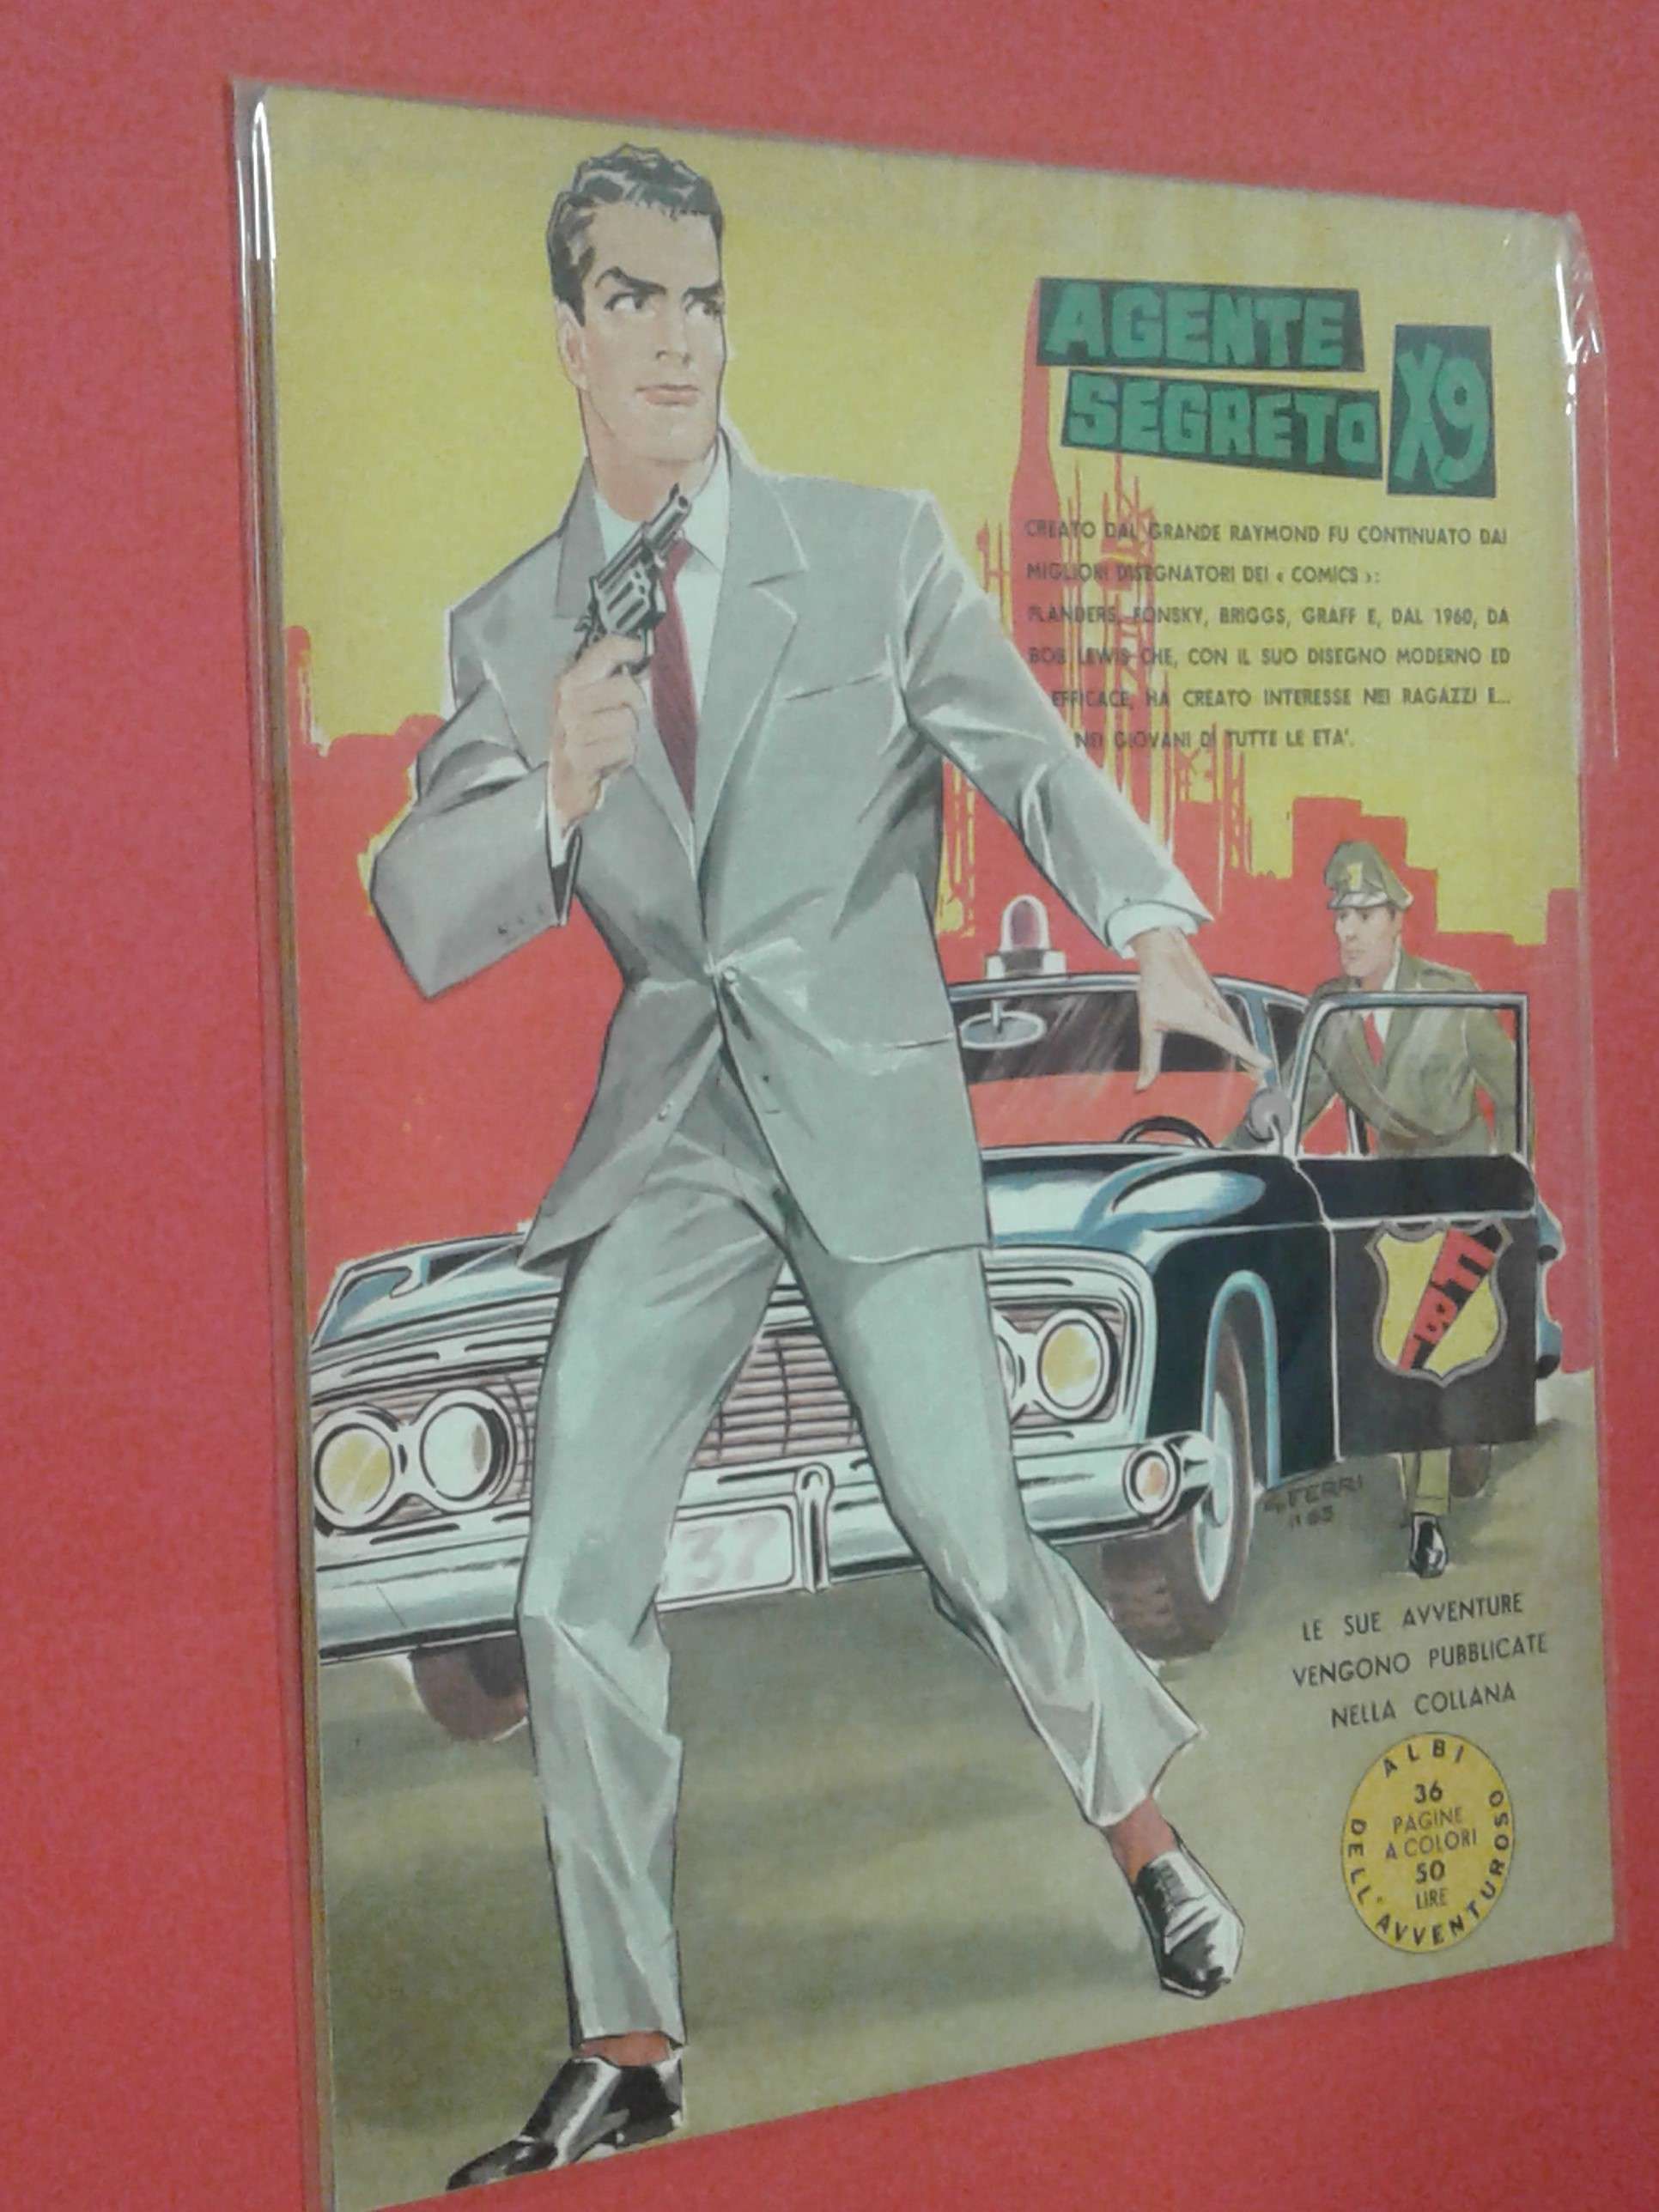 AGENTE
SEGRETO X9
CREATO DAL GRANDE RAYMOND FU CONTINUATO DAI
MIGLIORI DISEGNATORI DEI « COMICS »:
FLANDERS, FONSKY, BRIGGS, GRAFF E, DAL 1960, DA
BOB LEWIS CHE, CON IL SUO DISEGNO MODERNO ED
EFFICACE, HA CREATO INTERESSE NEI RAGAZZI E...
NEI GIOVANI DI TUTTE LE ETA'.
37
G. FERRI
LE SUE AVVENTURE
VENGONO PUBBLICATE
NELLA COLLANA
ALBI
36
PAGINE
A COLORI
50
LIRE
DELL'AVVENTUROSO